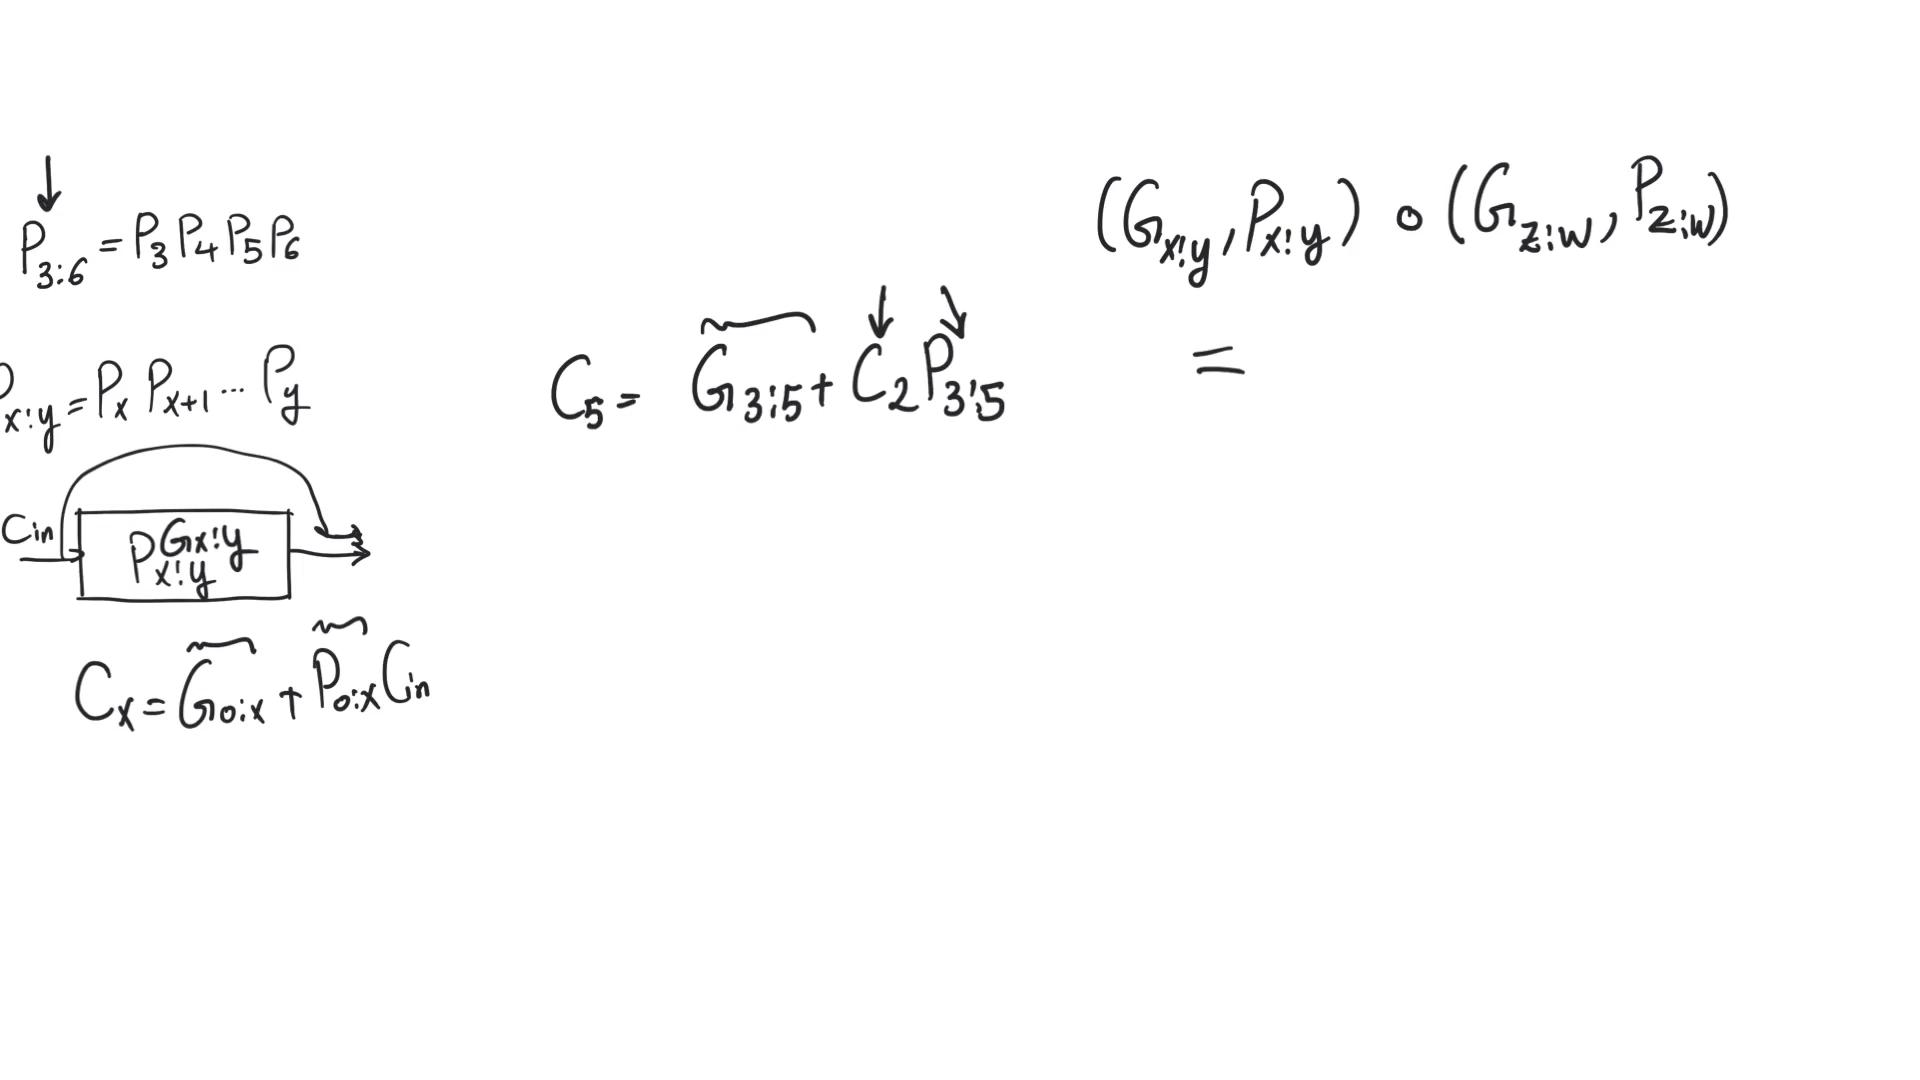 P3:6 = P3 P4 P5 P6
Px:y = Px Px+1 ... Py
Cin
Gx:y
Px:y
Cx = G0:x + P0:x Cin
C5 = G3:5 + C2 P3:5
(Gx:y, Px:y) ∘ (Gz:w, Pz:w)
=